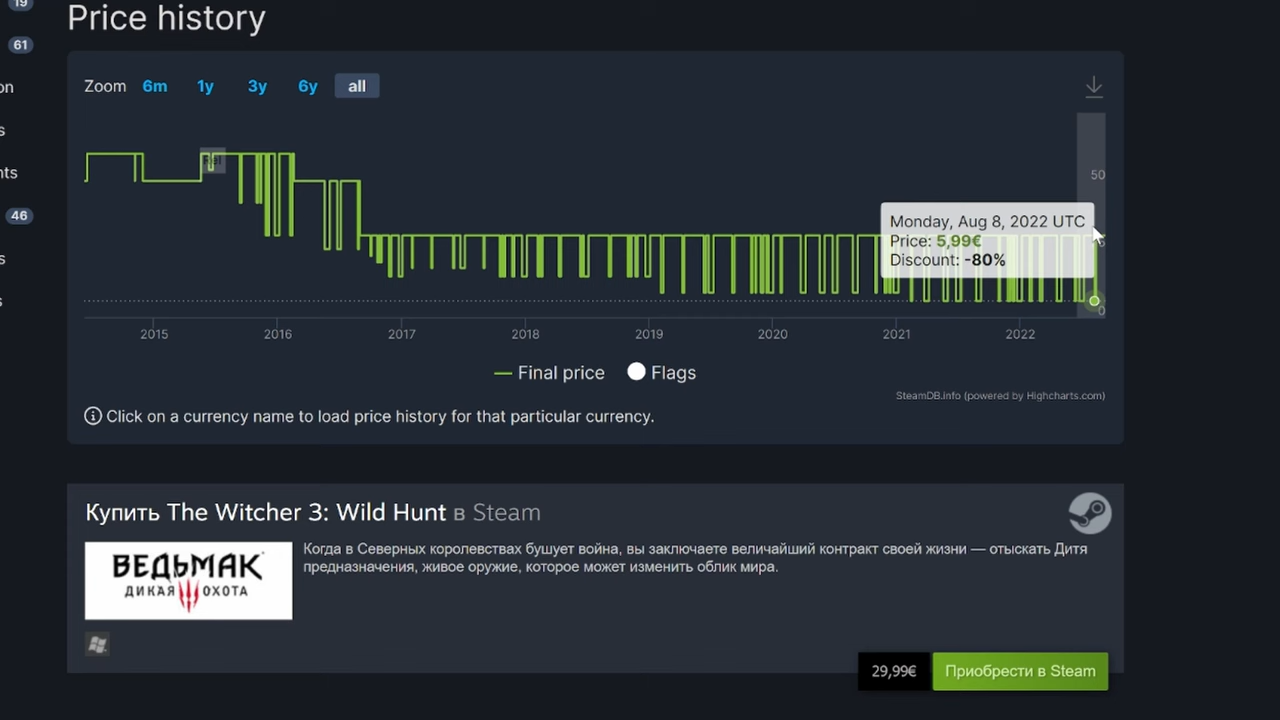 19
Price history
61
Zoom 6m 1y 3y 6y all
on
s
50
nts
46
Monday, Aug 8, 2022 UTC
Price: 5,99€
Discount: -80%
s
s
0
2015 2016 2017 2018 2019 2020 2021 2022
Final price Flags
SteamDB.info (powered by Highcharts.com)
Click on a currency name to load price history for that particular currency.
Купить The Witcher 3: Wild Hunt в Steam
ВЕДЬМАК
ДИКАЯ ОХОТА
Когда в Северных королевствах бушует война, вы заключаете величайший контракт своей жизни — отыскать Дитя
предназначения, живое оружие, которое может изменить облик мира.
29,99€ Приобрести в Steam